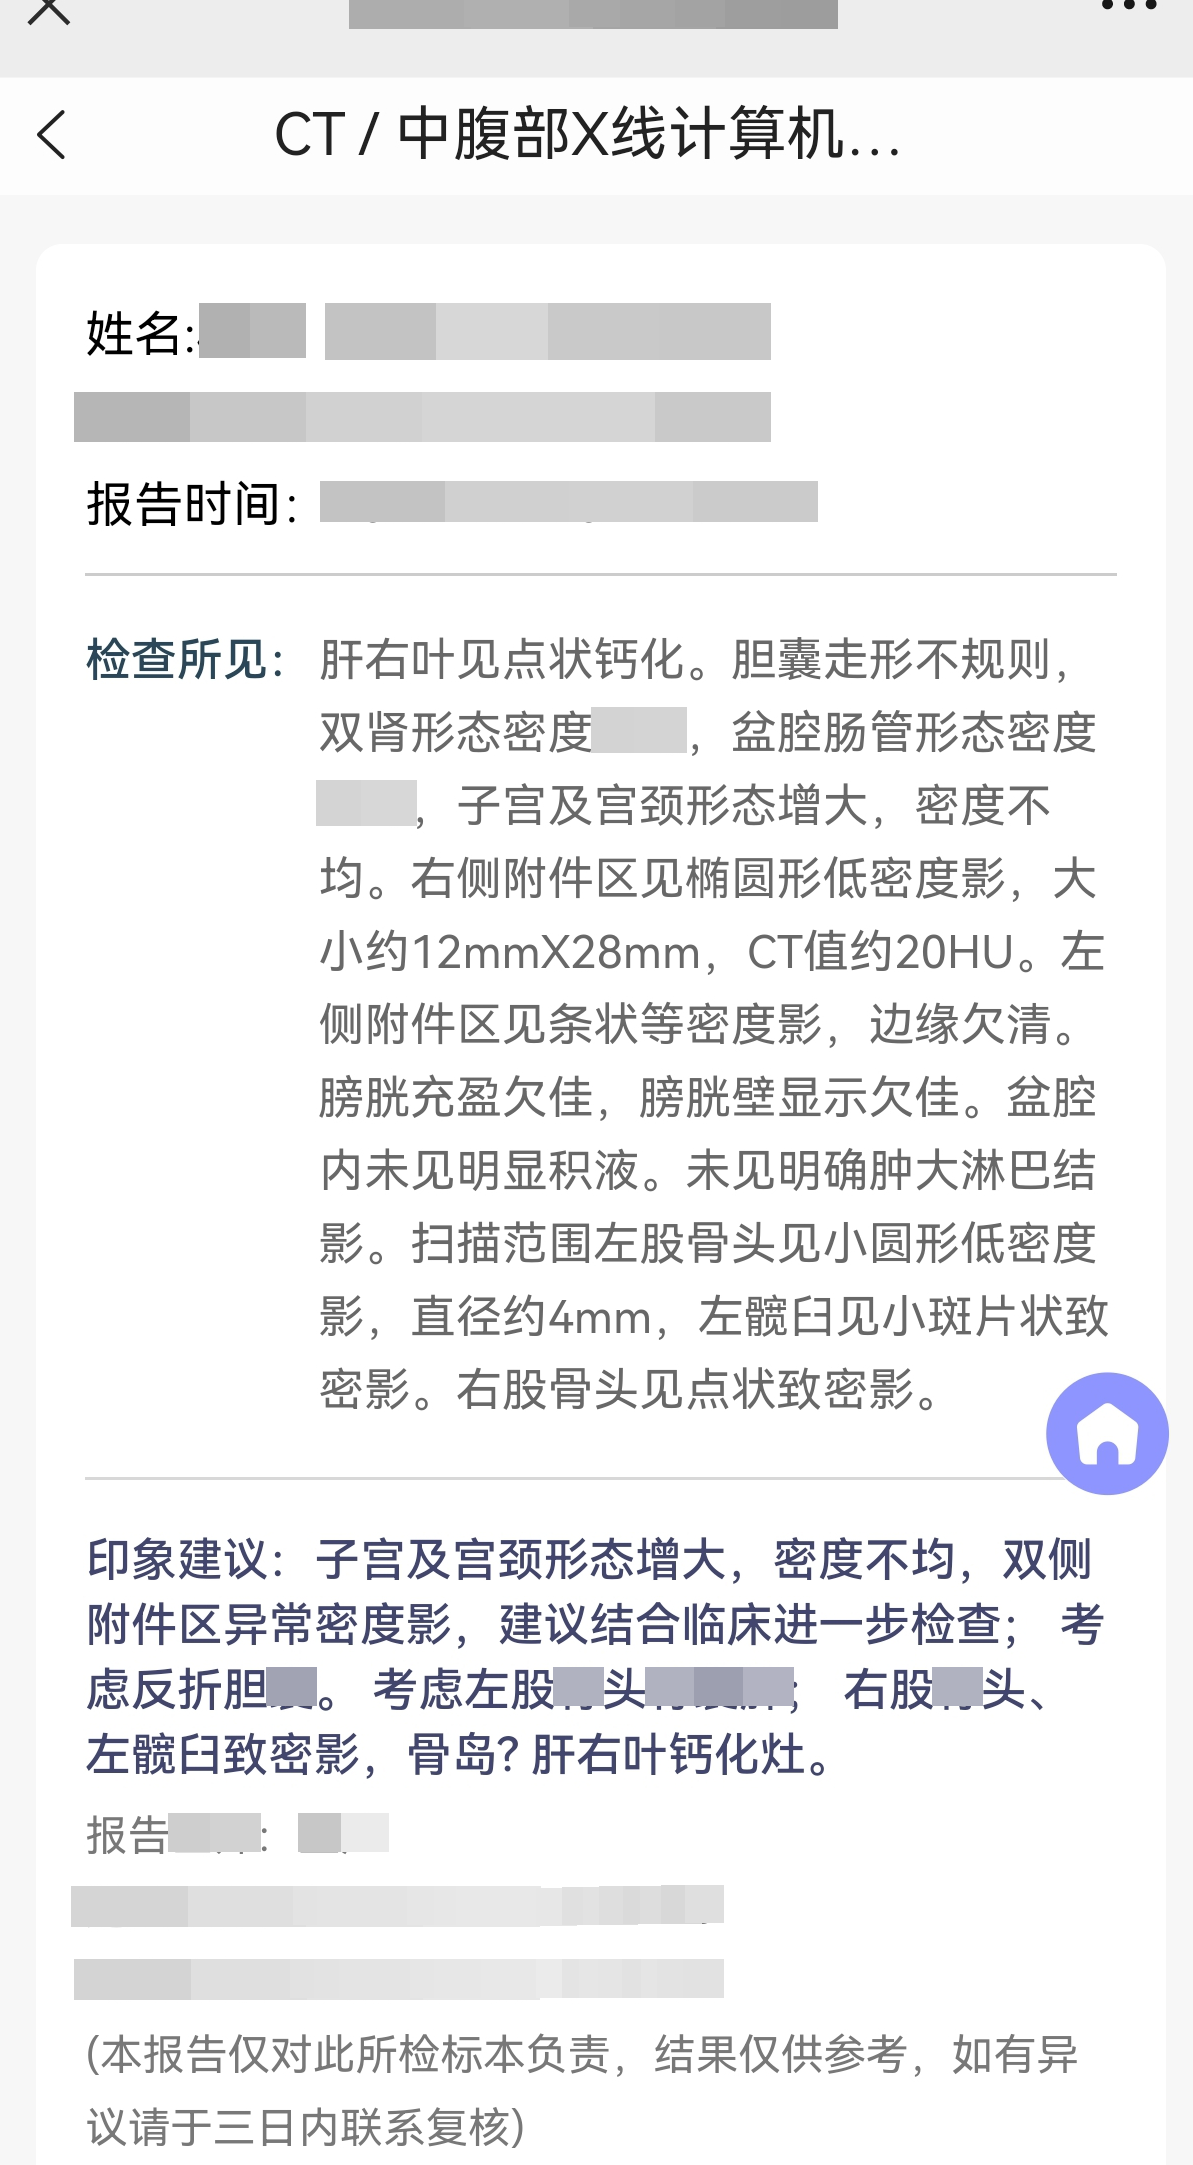 CT / 中腹部X线计算机...
姓名:
报告时间：
检查所见： 肝右叶见点状钙化。胆囊走形不规则，
双肾形态密度，盆腔肠管形态密度
，子宫及宫颈形态增大，密度不
均。右侧附件区见椭圆形低密度影，大
小约12mmX28mm，CT值约20HU。左
侧附件区见条状等密度影，边缘欠清。
膀胱充盈欠佳，膀胱壁显示欠佳。盆腔
内未见明显积液。未见明确肿大淋巴结
影。扫描范围左股骨头见小圆形低密度
影，直径约4mm，左髋臼见小斑片状致
密影。右股骨头见点状致密影。
印象建议：子宫及宫颈形态增大，密度不均，双侧
附件区异常密度影，建议结合临床进一步检查； 考
虑反折胆。 考虑左股头； 右股头、
左髋臼致密影，骨岛? 肝右叶钙化灶。
报告：
(本报告仅对此所检标本负责，结果仅供参考，如有异
议请于三日内联系复核)